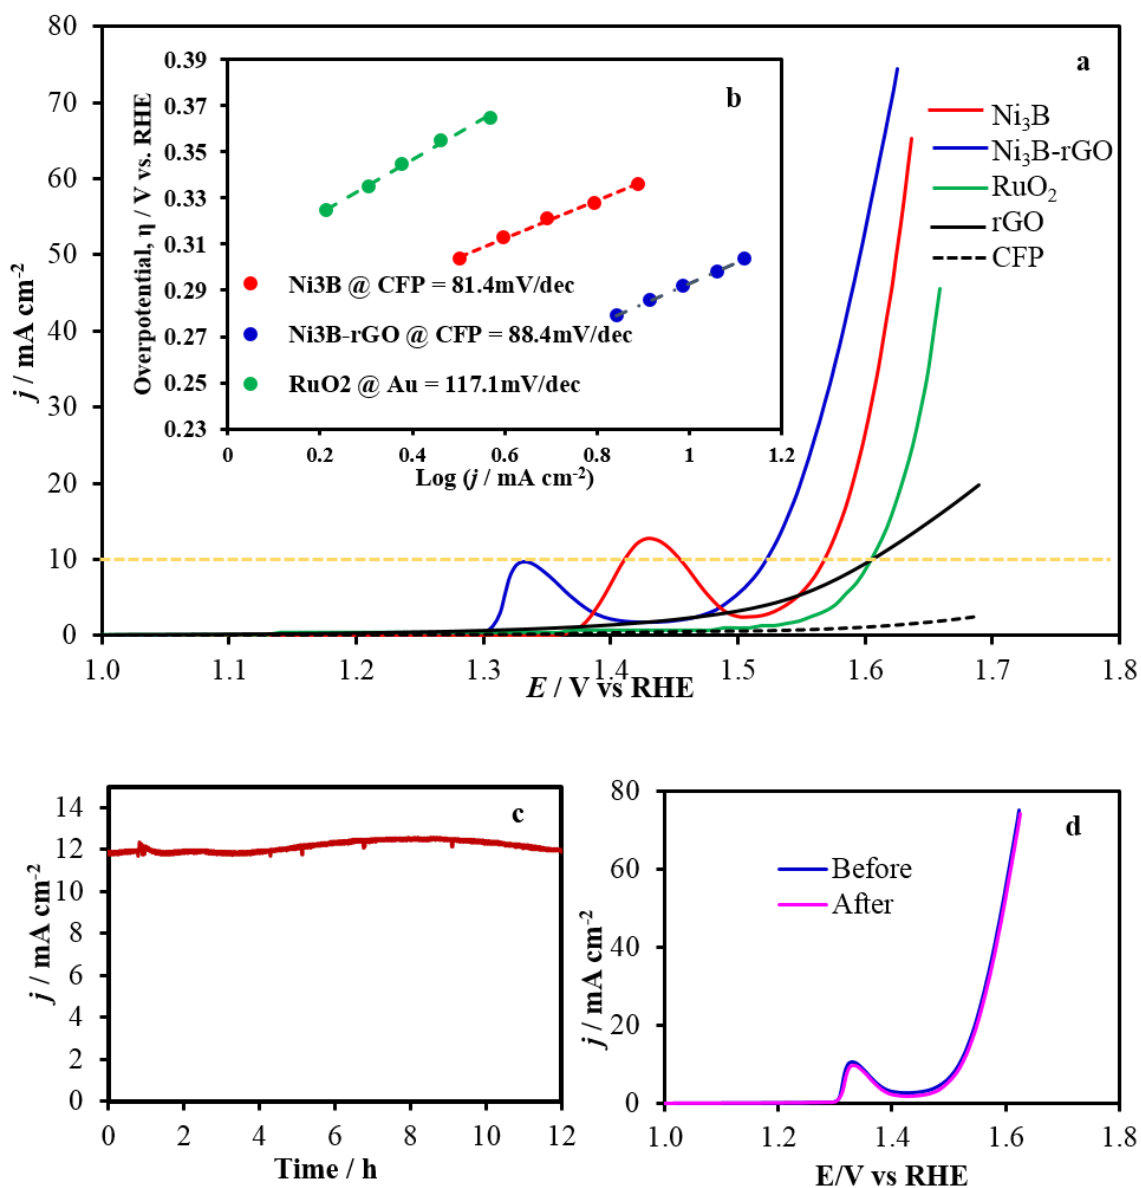 a
80
70
60
50
40
30
20
10
0
j / mA cm-2
1.0
1.1
1.2
1.3
1.4
1.5
1.6
1.7
1.8
E / V vs RHE
Ni3B
Ni3B-rGO
RuO2
rGO
CFP
b
0.39
0.37
0.35
0.33
0.31
0.29
0.27
0.25
0.23
Overpotential, η / V vs. RHE
Ni3B @ CFP = 81.4mV/dec
Ni3B-rGO @ CFP = 88.4mV/dec
RuO2 @ Au = 117.1mV/dec
0
0.2
0.4
0.6
0.8
1
1.2
Log (j / mA cm-2)
c
14
12
10
8
6
4
2
0
j / mA cm-2
0
2
4
6
8
10
12
Time / h
d
80
60
40
20
0
j / mA cm-2
Before
After
1.0
1.2
1.4
1.6
1.8
E/V vs RHE